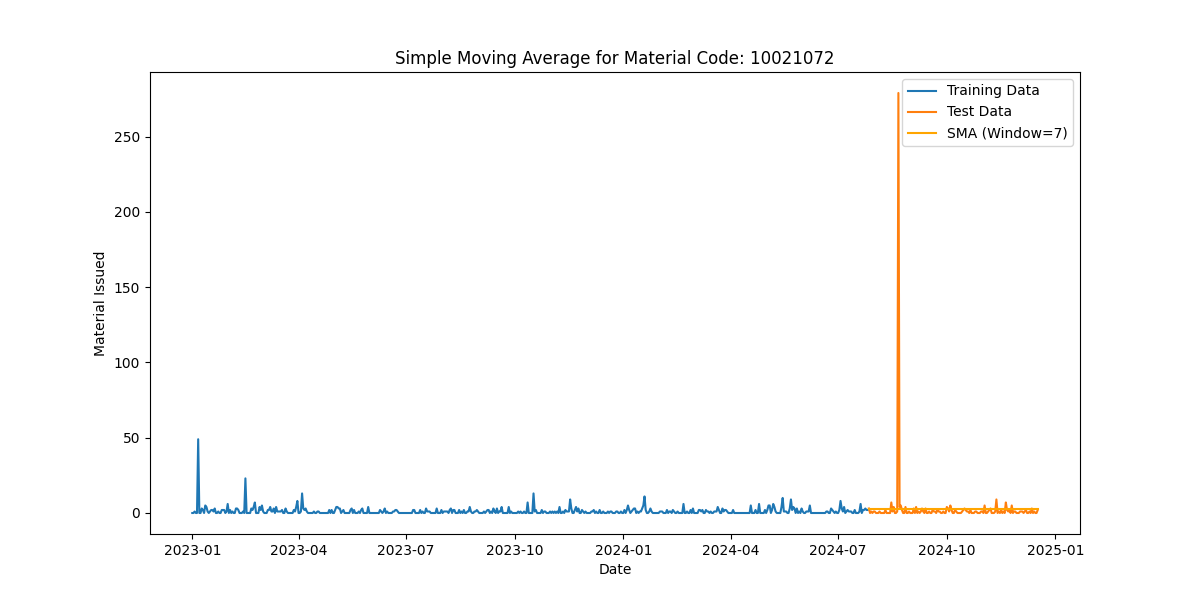 Simple Moving Average for Material Code: 10021072
Training Data
Test Data
SMA (Window=7)
Material Issued
250
200
150
100
50
0
2023-01
2023-04
2023-07
2023-10
2024-01
2024-04
2024-07
2024-10
2025-01
Date